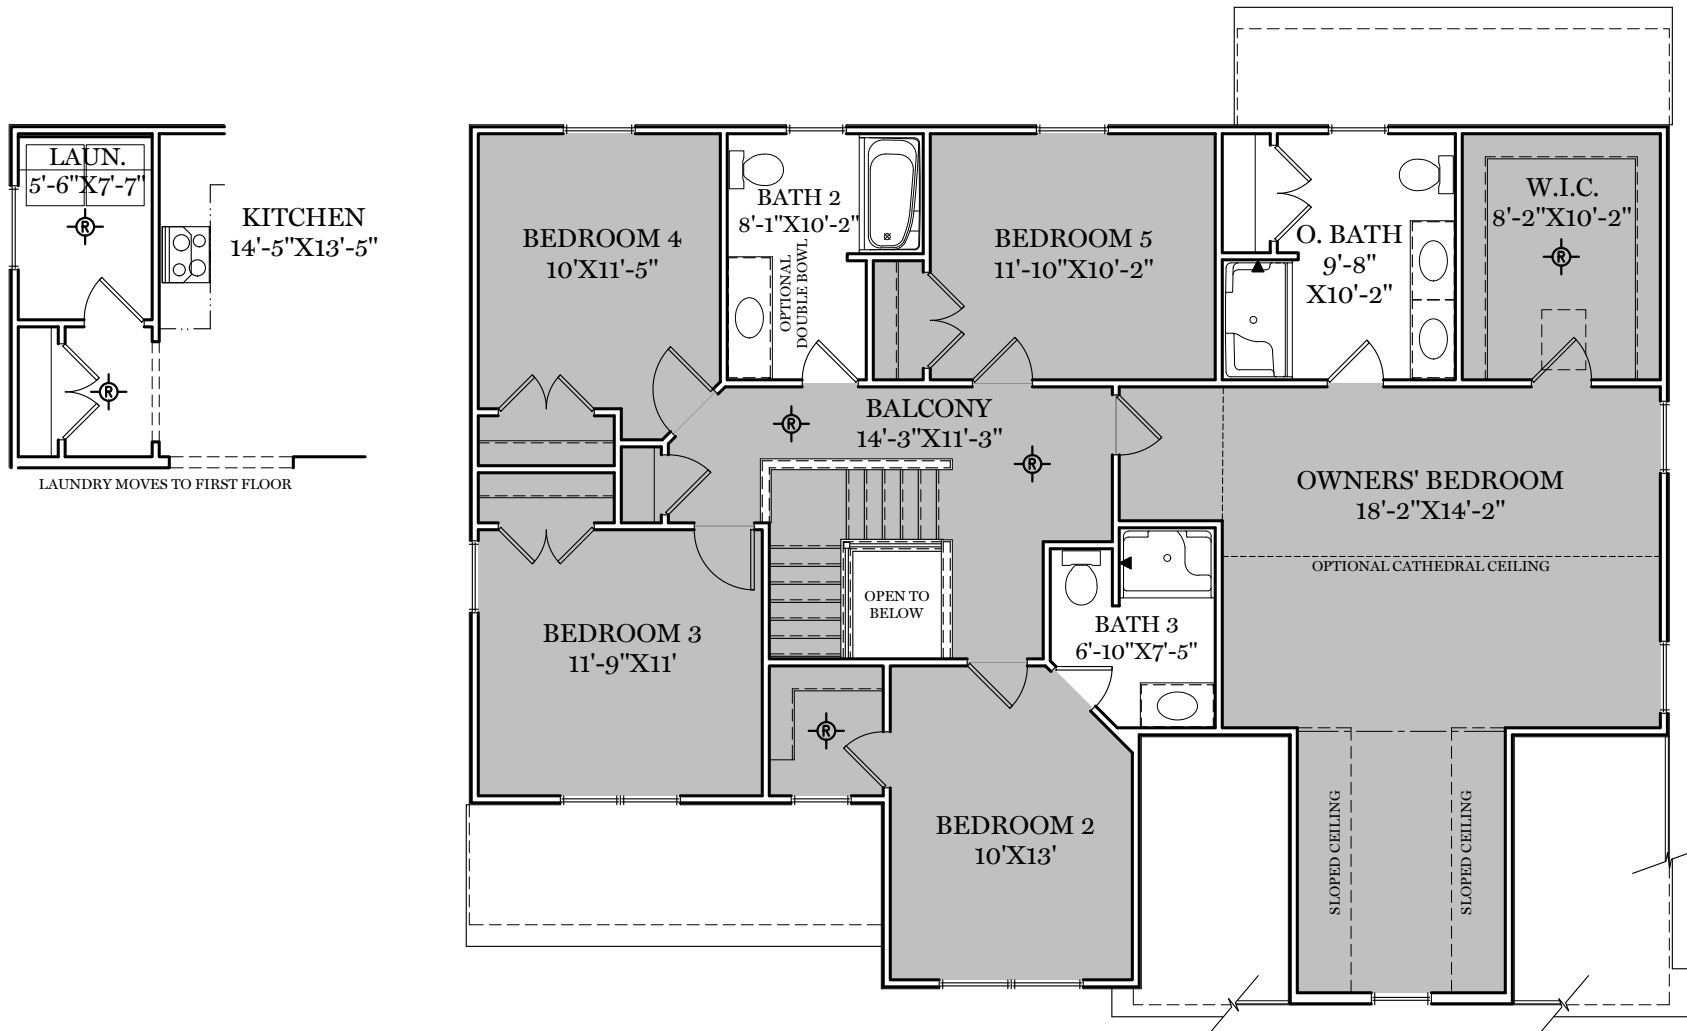 LAUN.
5'-6"X7'-7"
R
KITCHEN
14'-5"X13'-5"
R
LAUNDRY MOVES TO FIRST FLOOR
BEDROOM 4
10'X11'-5"
BATH 2
8'-1"X10'-2"
OPTIONAL
DOUBLE BOWL
BEDROOM 5
11'-10"X10'-2"
O. BATH
9'-8"
X10'-2"
W.I.C.
8'-2"X10'-2"
R
BALCONY
14'-3"X11'-3"
R
R
OWNERS' BEDROOM
18'-2"X14'-2"
OPTIONAL CATHEDRAL CEILING
OPEN TO
BELOW
BEDROOM 3
11'-9"X11'
BATH 3
6'-10"X7'-5"
R
BEDROOM 2
10'X13'
SLOPED CEILING
SLOPED CEILING